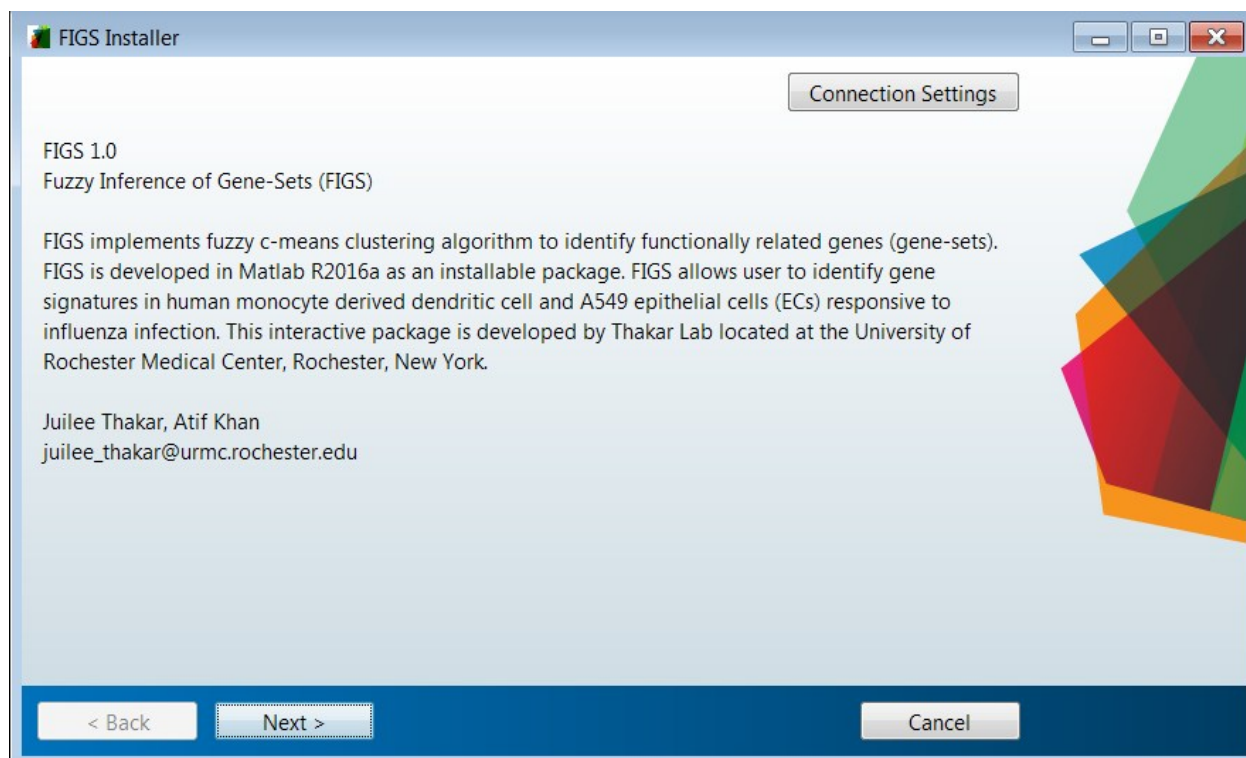 FIGS Installer
Connection Settings
FIGS 1.0
Fuzzy Inference of Gene-Sets (FIGS)
FIGS implements fuzzy c-means clustering algorithm to identify functionally related genes (gene-sets).
FIGS is developed in Matlab R2016a as an installable package. FIGS allows user to identify gene
signatures in human monocyte derived dendritic cell and A549 epithelial cells (ECs) responsive to
influenza infection. This interactive package is developed by Thakar Lab located at the University of
Rochester Medical Center, Rochester, New York.
Juilee Thakar, Atif Khan
juilee_thakar@urmc.rochester.edu
< Back
Next >
Cancel